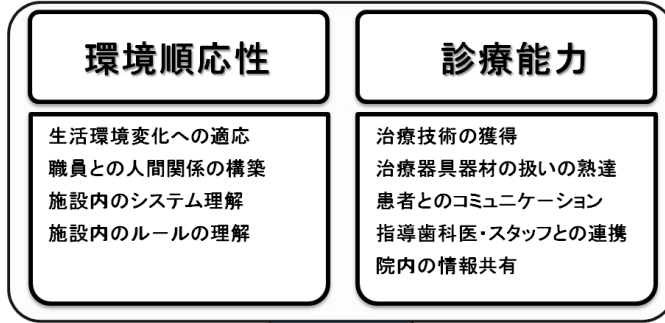 環境順応性
生活環境変化への適応
職員との人間関係の構築
施設内のシステム理解
施設内のルールの理解
診療能力
治療技術の獲得
治療器具器材の扱いの熟達
患者とのコミュニケーション
指導歯科医・スタッフとの連携
院内の情報共有